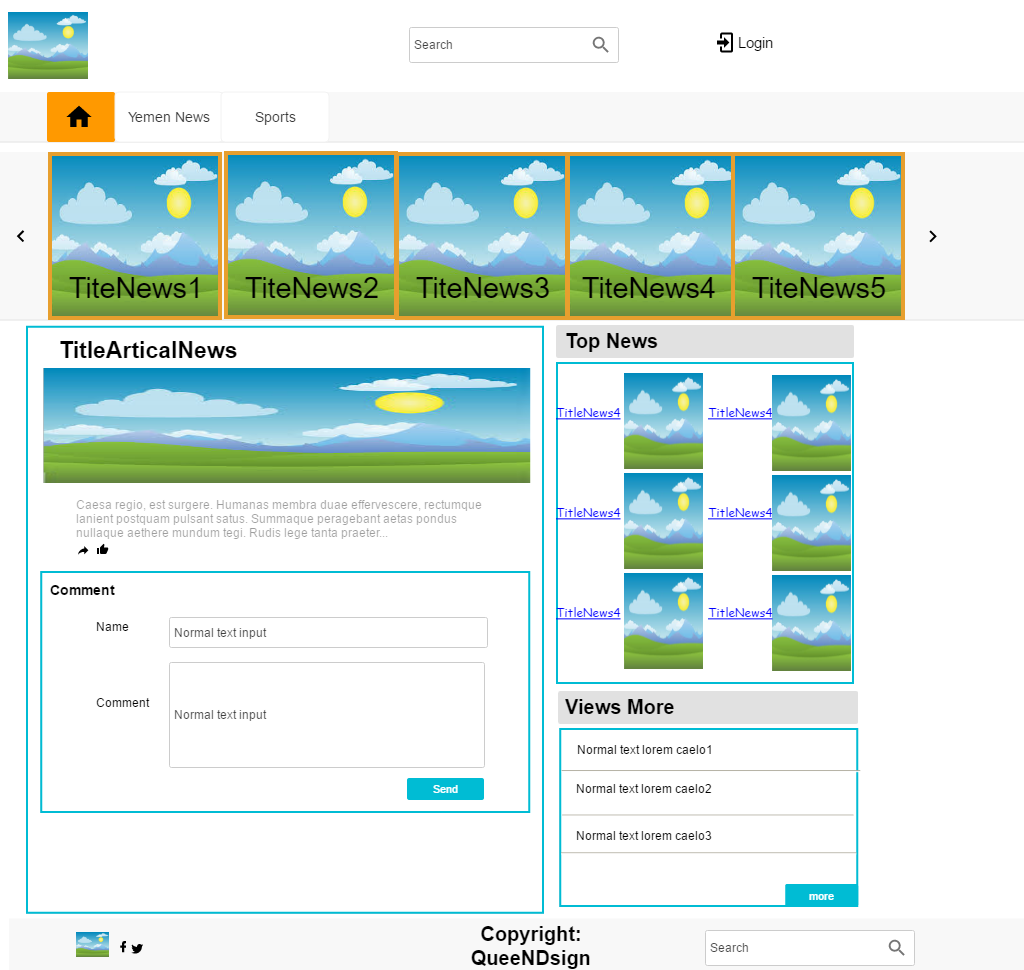 Search
Login
Yemen News
Sports
TiteNews1
TiteNews2
TiteNews3
TiteNews4
TitleNews5
TitleArticalNews
Caesa regio, est surgere. Humanas membra duae effervescere, rectumque
lanient postquam pulsant satus. Summaque peragebant aetas pondus
nullaque aethere mundum tegi. Rudis lege tanta praeter...
Comment
Name
Normal text input
Comment
Normal text input
Send
Top News
TitleNews4
TitleNews4
TitleNews4
TitleNews4
TitleNews4
TitleNews4
Views More
Normal text lorem caelo1
Normal text lorem caelo2
Normal text lorem caelo3
more
Copyright:
QueeNDsign
Search